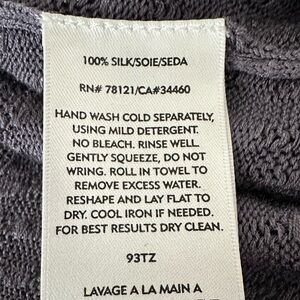 100% SILK/SOIE/SEDA
RN# 78121/CA#34460
HAND WASH COLD SEPARATELY,
USING MILD DETERGENT.
NO BLEACH. RINSE WELL.
GENTLY SQUEEZE, DO NOT
WRING. ROLL IN TOWEL TO
REMOVE EXCESS WATER.
RESHAPE AND LAY FLAT TO
DRY. COOL IRON IF NEEDED.
FOR BEST RESULTS DRY CLEAN.
93TZ
LAVAGE A LA MAIN A